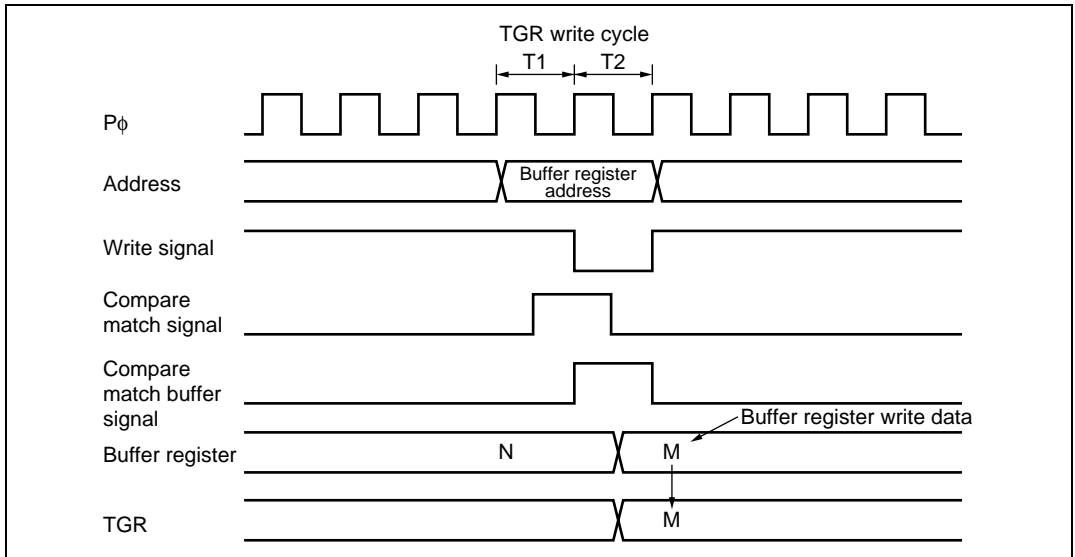 TGR write cycle
T1 T2
Pϕ
Address
Buffer register
address
Write signal
Compare
match signal
Compare
match buffer
signal
Buffer register write data
Buffer register
N
M
TGR
M